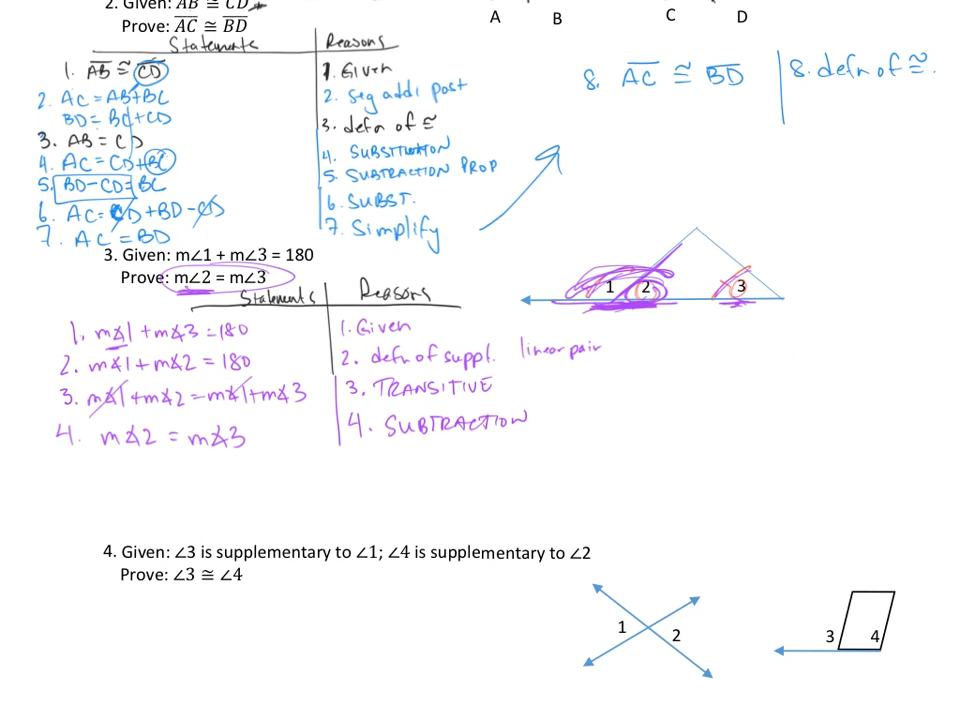 2. Given: AB ≅ CD
Prove: AC ≅ BD
A B C D
Statements Reasons
1. AB ≅ CD 1. Given
2. AC = AB+BC 2. Seg addi post
BD = BC+CD
3. AB = CD 3. defn of ≅
4. AC = CD+BC 4. SUBSTITUTION
5. BD-CD=BC 5. SUBTRACTION PROP
6. AC= CD+BD-CD 6. SUBST.
7. AC = BD 7. Simplify
8. AC ≅ BD 8. defn of ≅.
3. Given: m∠1 + m∠3 = 180
Prove: m∠2 = m∠3
Statements Reasons
1 2 3
1. m∡1 + m∡3 = 180 1. Given
2. m∡1 + m∡2 = 180 2. defn of suppl. linear pair
3. m∡1 + m∡2 = m∡1 + m∡3 3. TRANSITIVE
4. m∡2 = m∡3 4. SUBTRACTION
4. Given: ∠3 is supplementary to ∠1; ∠4 is supplementary to ∠2
Prove: ∠3 ≅ ∠4
1 2 3 4